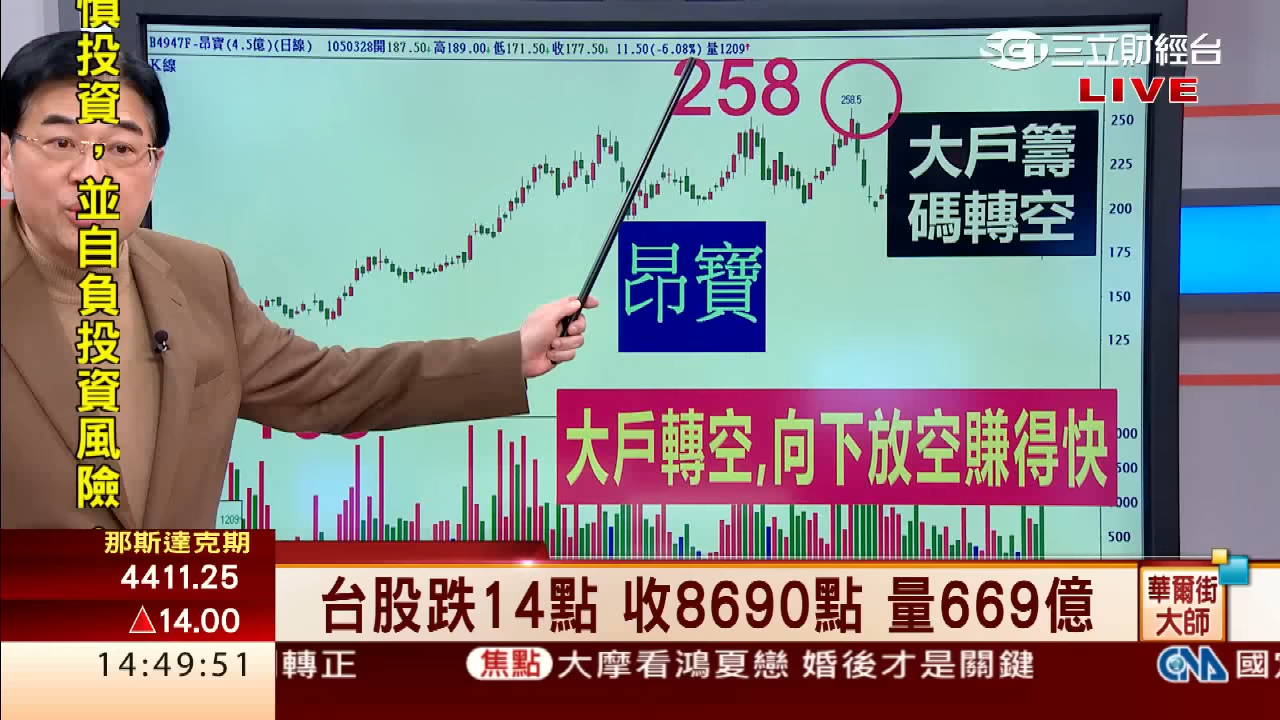 慎投資，並自負投資風險。
B4947F-昂寶(4.5億)(日線) 1050328開187.50↓高189.00↓低171.50↓收177.50↓ 11.50(-6.08%) 量1209↑
K線
三立財經台
LIVE
258
258.5
大戶籌
碼轉空
昂寶
250
225
200
175
150
125
大戶轉空,向下放空賺得快
500
1209
那斯達克期
4411.25
△14.00
14:49:51
台股跌14點 收8690點 量669億
華爾街
大師
轉正 焦點 大摩看鴻夏戀 婚後才是關鍵 CNA 國